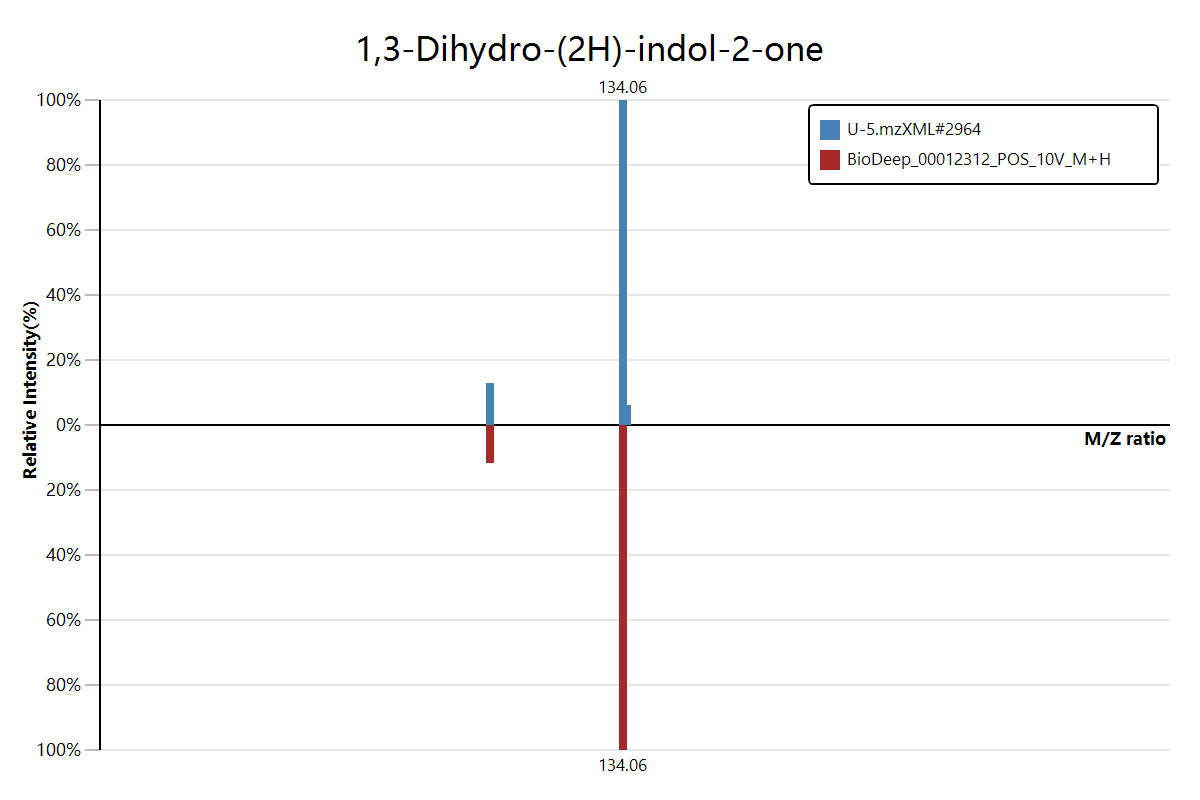 1,3-Dihydro-(2H)-indol-2-one
134.06
100%
U-5.mzXML#2964
BioDeep_00012312_POS_10V_M+H
80%
60%
40%
20%
0%
Relative Intensity(%)
M/Z ratio
20%
40%
60%
80%
100%
134.06